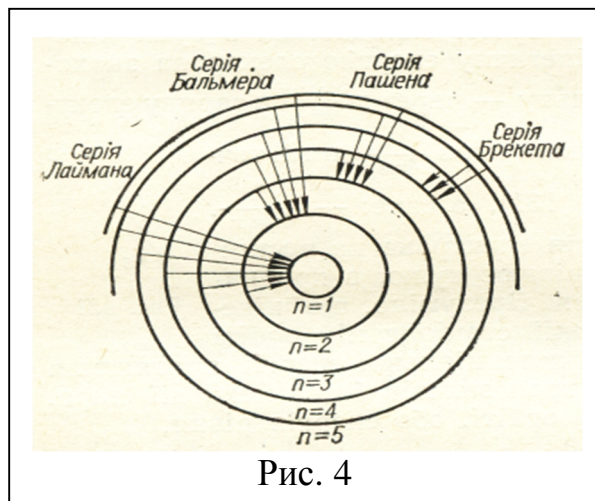 Серія
Бальмера
Серія
Пашена
Серія
Лаймана
Серія
Брекета
n=1
n=2
n=3
n=4
n=5
Рис. 4